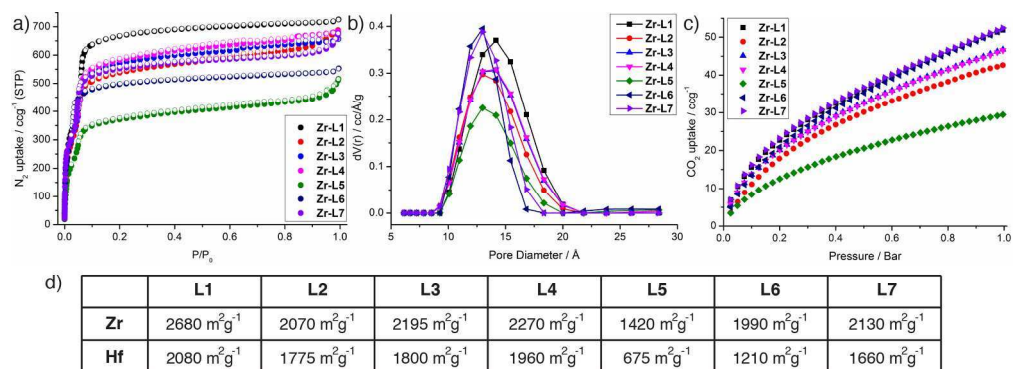 a)
N2 uptake / ccg-1 (STP)
700
600
500
400
300
200
100
0
0.0 0.2 0.4 0.6 0.8 1.0
P/P0
Zr-L1
Zr-L2
Zr-L3
Zr-L4
Zr-L5
Zr-L6
Zr-L7
b)
dV(r) / cc/Å/g
0.4
0.3
0.2
0.1
0.0
10 15 20 25 30
Pore Diameter / Å
Zr-L1
Zr-L2
Zr-L3
Zr-L4
Zr-L5
Zr-L6
Zr-L7
c)
CO2 uptake / ccg-1
50
40
30
20
10
0
0.0 0.2 0.4 0.6 0.8 1.0
Pressure / Bar
Zr-L1
Zr-L2
Zr-L3
Zr-L4
Zr-L5
Zr-L6
Zr-L7
d)
L1 L2 L3 L4 L5 L6 L7
Zr 2680 m2g-1 2070 m2g-1 2195 m2g-1 2270 m2g-1 1420 m2g-1 1990 m2g-1 2130 m2g-1
Hf 2080 m2g-1 1775 m2g-1 1800 m2g-1 1960 m2g-1 675 m2g-1 1210 m2g-1 1660 m2g-1